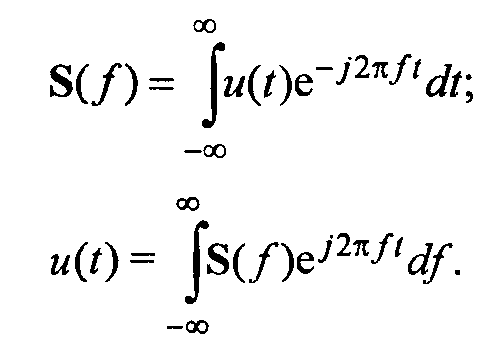 S(f) = ∫_{-∞}^{∞} u(t)e^{-j2πft} dt;
u(t) = ∫_{-∞}^{∞} S(f)e^{j2πft} df.